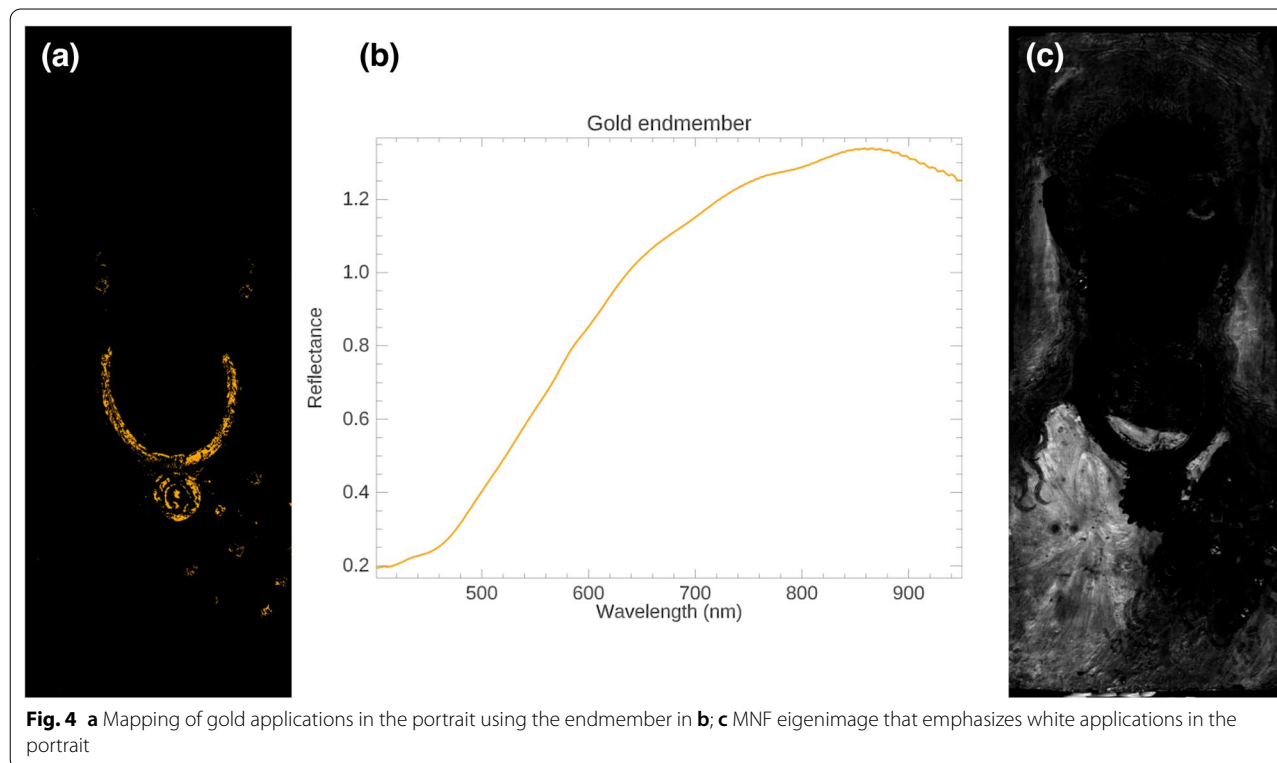 (a)
(b)
(c)
Gold endmember
1.2
1.0
0.8
0.6
0.4
0.2
Reflectance
500 600 700 800 900
Wavelength (nm)
Fig. 4 a Mapping of gold applications in the portrait using the endmember in b; c MNF eigenimage that emphasizes white applications in the
portrait